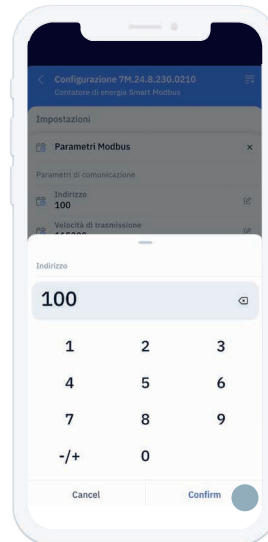 Configurazione 7M.24.8.230.0210
Contatore di energia Smart Modbus
Impostazioni
Parametri Modbus
Parametri di comunicazione
Indirizzo
100
Velocità di trasmissione
115200
Indirizzo
100
1 2 3
4 5 6
7 8 9
-/+ 0
Cancel Confirm